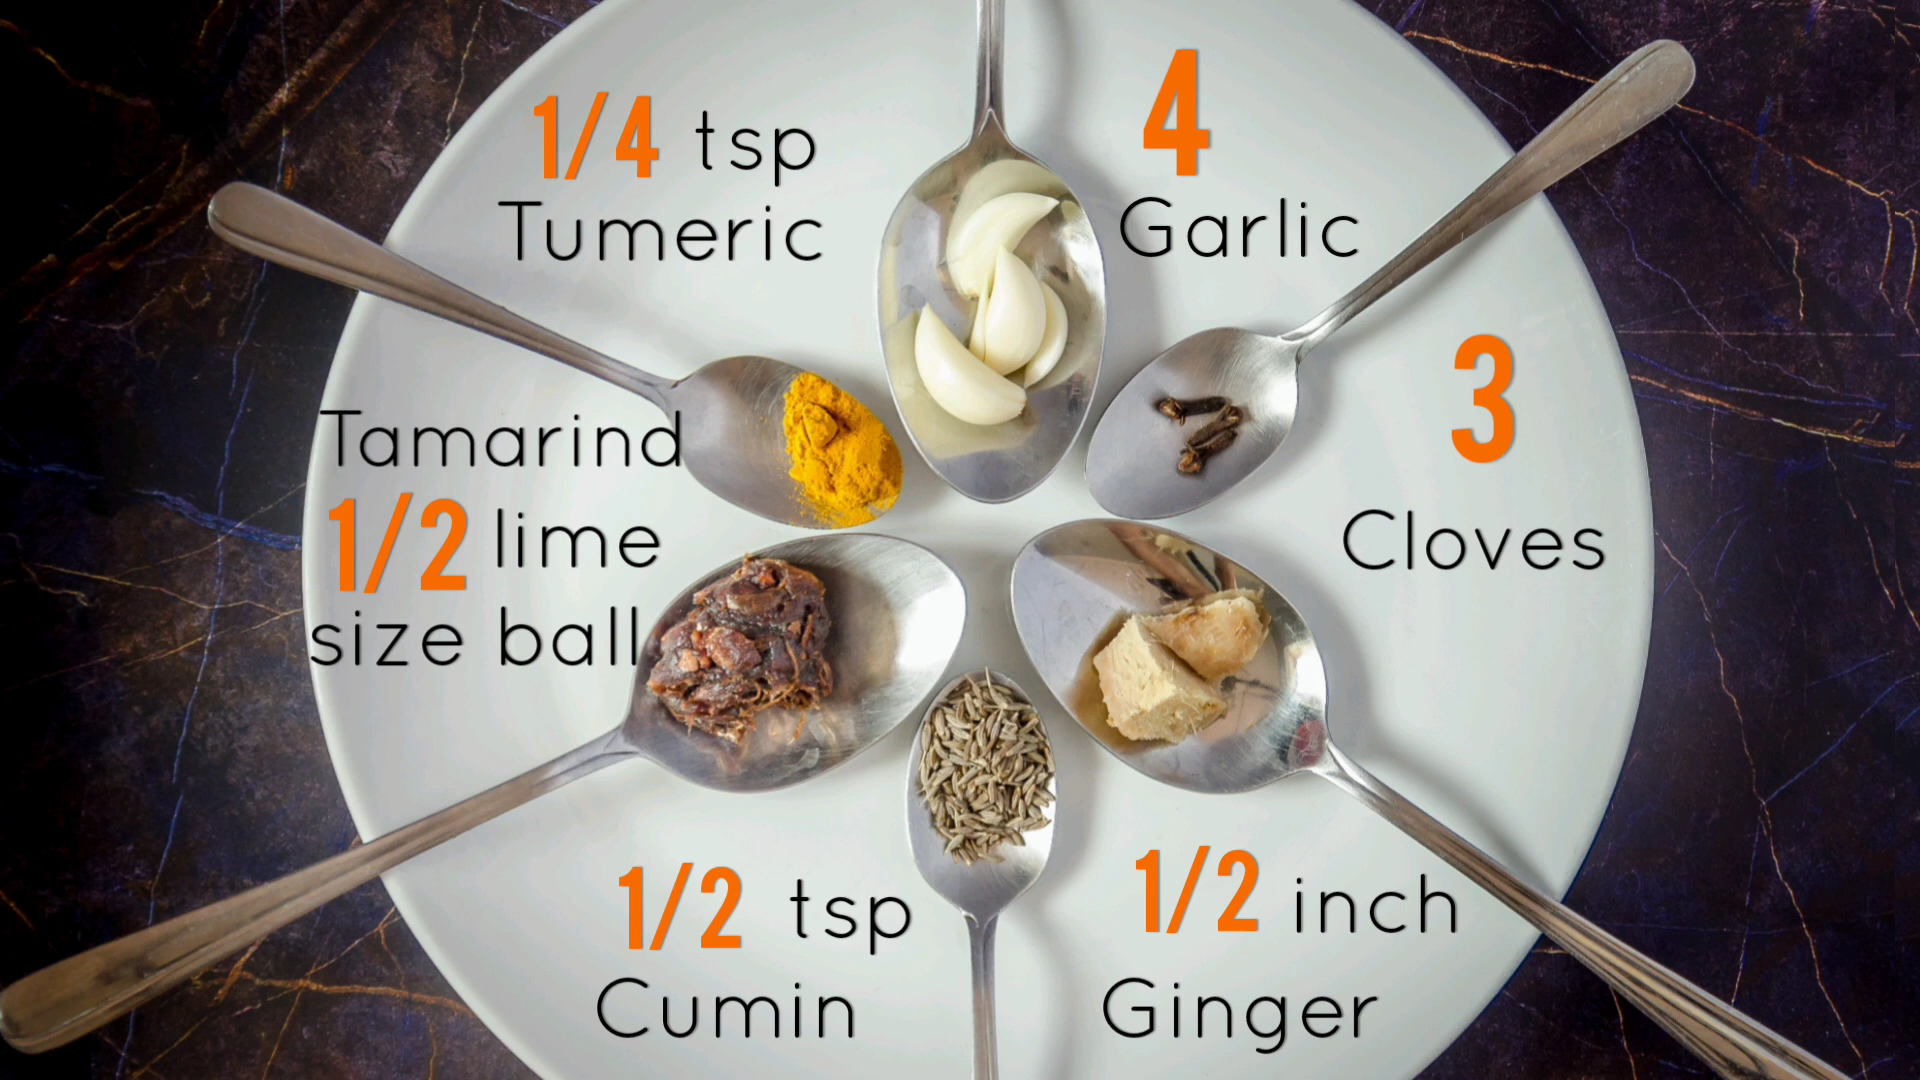 1/4 tsp
Tumeric
4
Garlic
3
Cloves
Tamarind
1/2 lime
size ball
1/2 tsp
Cumin
1/2 inch
Ginger